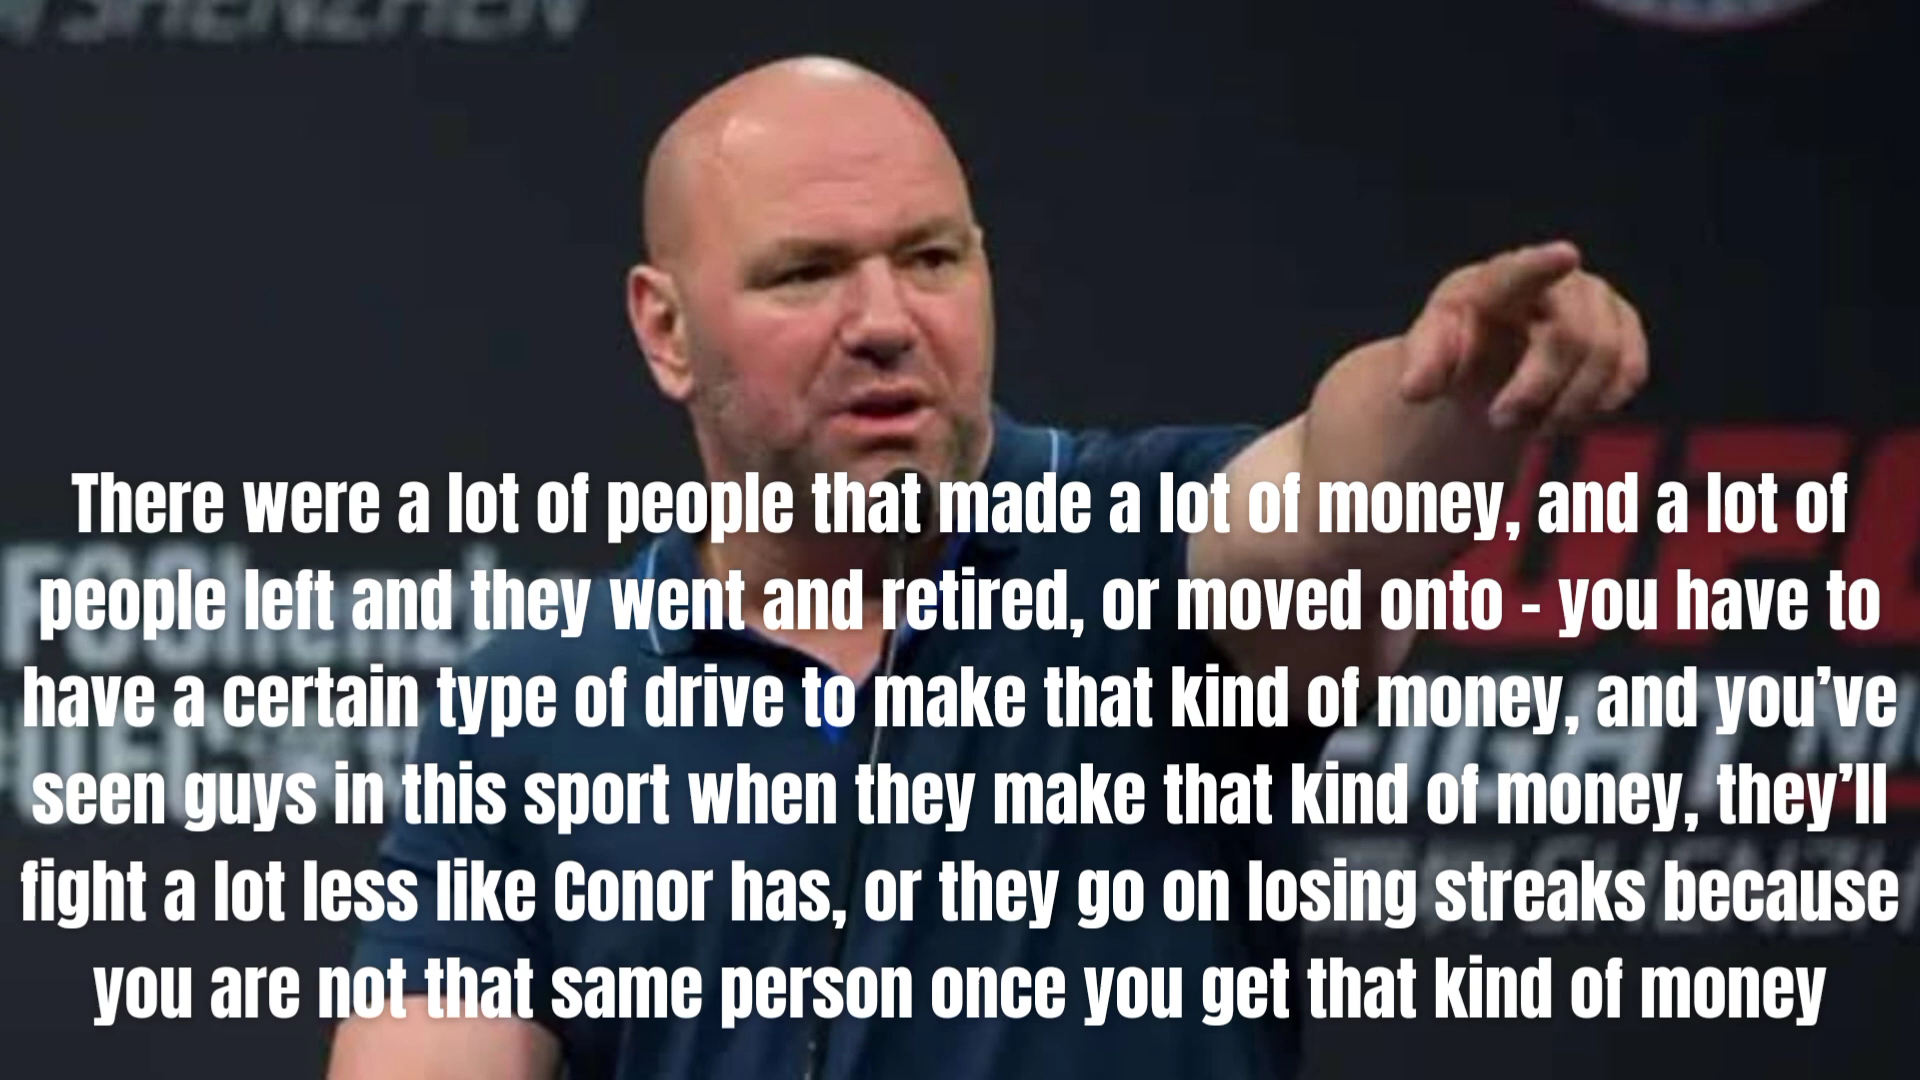 SHENZHEN
There were a lot of people that made a lot of money, and a lot of
people left and they went and retired, or moved onto - you have to
have a certain type of drive to make that kind of money, and you’ve
seen guys in this sport when they make that kind of money, they’ll
fight a lot less like Conor has, or they go on losing streaks because
you are not that same person once you get that kind of money
UFC
FIGHT